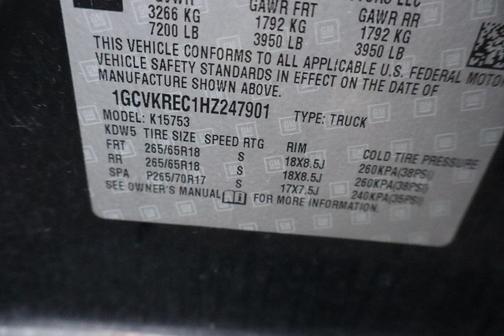 GVWR GAWR FRT GAWR RR
3266 KG 1792 KG 1792 KG
7200 LB 3950 LB 3950 LB
THIS VEHICLE CONFORMS TO ALL APPLICABLE U.S. FEDERAL MOTOR
VEHICLE SAFETY STANDARDS IN EFFECT ON THE DATE OF
MANUFACTURE SHOWN ABOVE.
1GCVKREC1HZ247901 TYPE: TRUCK
MODEL: K15753
KDW5 TIRE SIZE SPEED RTG RIM COLD TIRE PRESSURE
FRT 265/65R18 S 18X8.5J 260KPA(38PSI)
RR 265/65R18 S 18X8.5J 260KPA(38PSI)
SPA P265/70R17 S 17X7.5J 240KPA(35PSI)
SEE OWNER'S MANUAL FOR MORE INFORMATION.